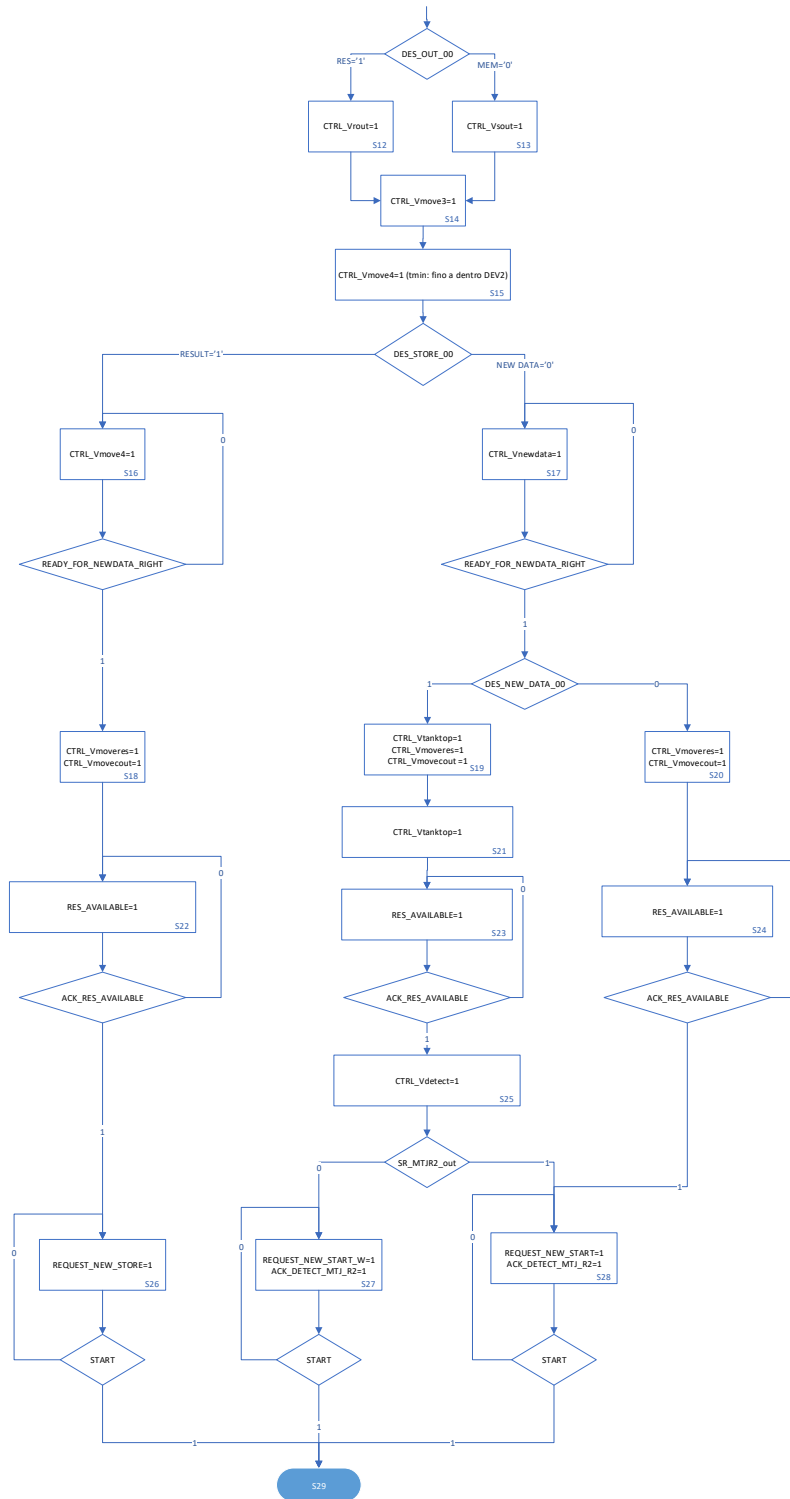 DES_OUT_00
RES='1'
MEM='0'
CTRL_Vrout=1
S12
CTRL_Vsout=1
S13
CTRL_Vmove3=1
S14
CTRL_Vmove4=1 (tmin: fino a dentro DEV2)
S15
DES_STORE_00
RESULT='1'
NEW DATA='0'
0
0
CTRL_Vmove4=1
S16
CTRL_Vnewdata=1
S17
READY_FOR_NEWDATA_RIGHT
READY_FOR_NEWDATA_RIGHT
1
1
DES_NEW_DATA_00
1
0
CTRL_Vmoveres=1
CTRL_Vmovecout=1
S18
CTRL_Vtanktop=1
CTRL_Vmoveres=1
CTRL_Vmovecout =1
S19
CTRL_Vmoveres=1
CTRL_Vmovecout=1
S20
CTRL_Vtanktop=1
S21
0
0
RES_AVAILABLE=1
S22
RES_AVAILABLE=1
S23
RES_AVAILABLE=1
S24
ACK_RES_AVAILABLE
ACK_RES_AVAILABLE
ACK_RES_AVAILABLE
1
CTRL_Vdetect=1
S25
1
SR_MTJR2_out
0
1
1
0
0
0
REQUEST_NEW_STORE=1
S26
REQUEST_NEW_START_W=1
ACK_DETECT_MTJ_R2=1
S27
REQUEST_NEW_START=1
ACK_DETECT_MTJ_R2=1
S28
START
START
START
1
1
1
S29